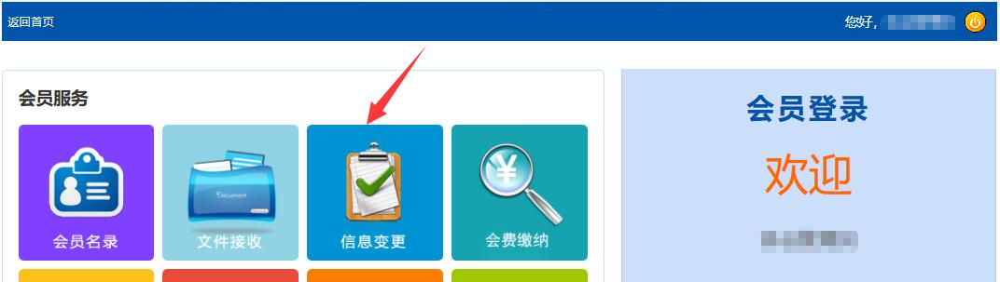 返回首页
您好,
会员服务
会员登录
欢迎
Document
会员名录
文件接收
信息变更
会费缴纳